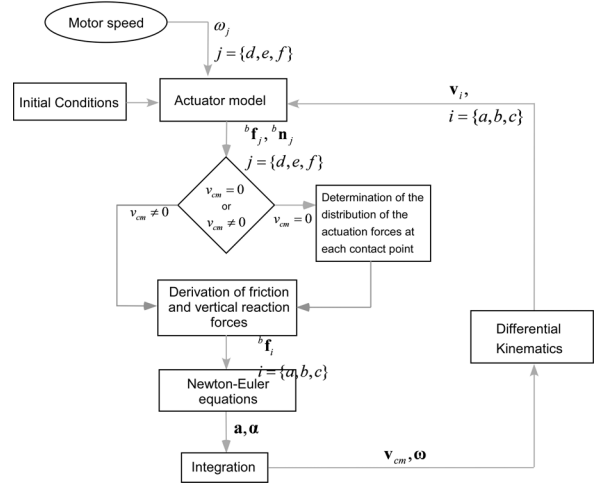 Motor speed
ω_j
j = {d,e,f}
Initial Conditions
Actuator model
v_i,
i = {a,b,c}
^b f_j, ^b n_j
j = {d,e,f}
v_cm = 0
or
v_cm ≠ 0
v_cm ≠ 0
v_cm = 0
Determination of the
distribution of the
actuation forces at
each contact point
Derivation of friction
and vertical reaction
forces
^b f_i
i = {a,b,c}
Differential
Kinematics
Newton-Euler
equations
a,α
Integration
v_cm,ω